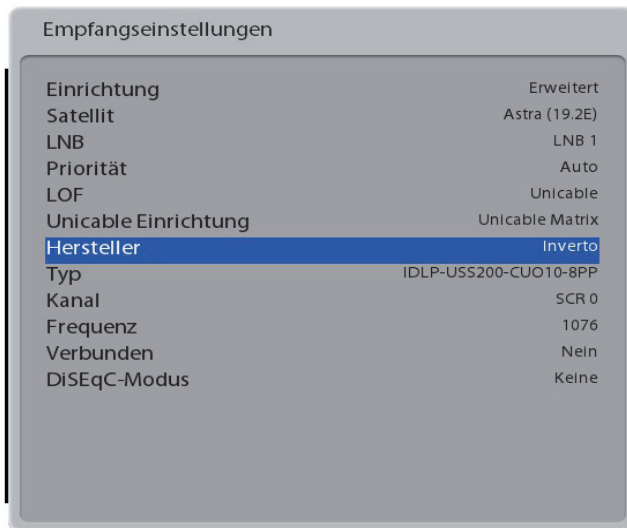 Empfangseinstellungen
Einrichtung Erweitert
Satellit Astra (19.2E)
LNB LNB 1
Priorität Auto
LOF Unicable
Unicable Einrichtung Unicable Matrix
Hersteller Inverto
Typ IDLP-USS200-CUO10-8PP
Kanal SCR 0
Frequenz 1076
Verbunden Nein
DiSEqC-Modus Keine